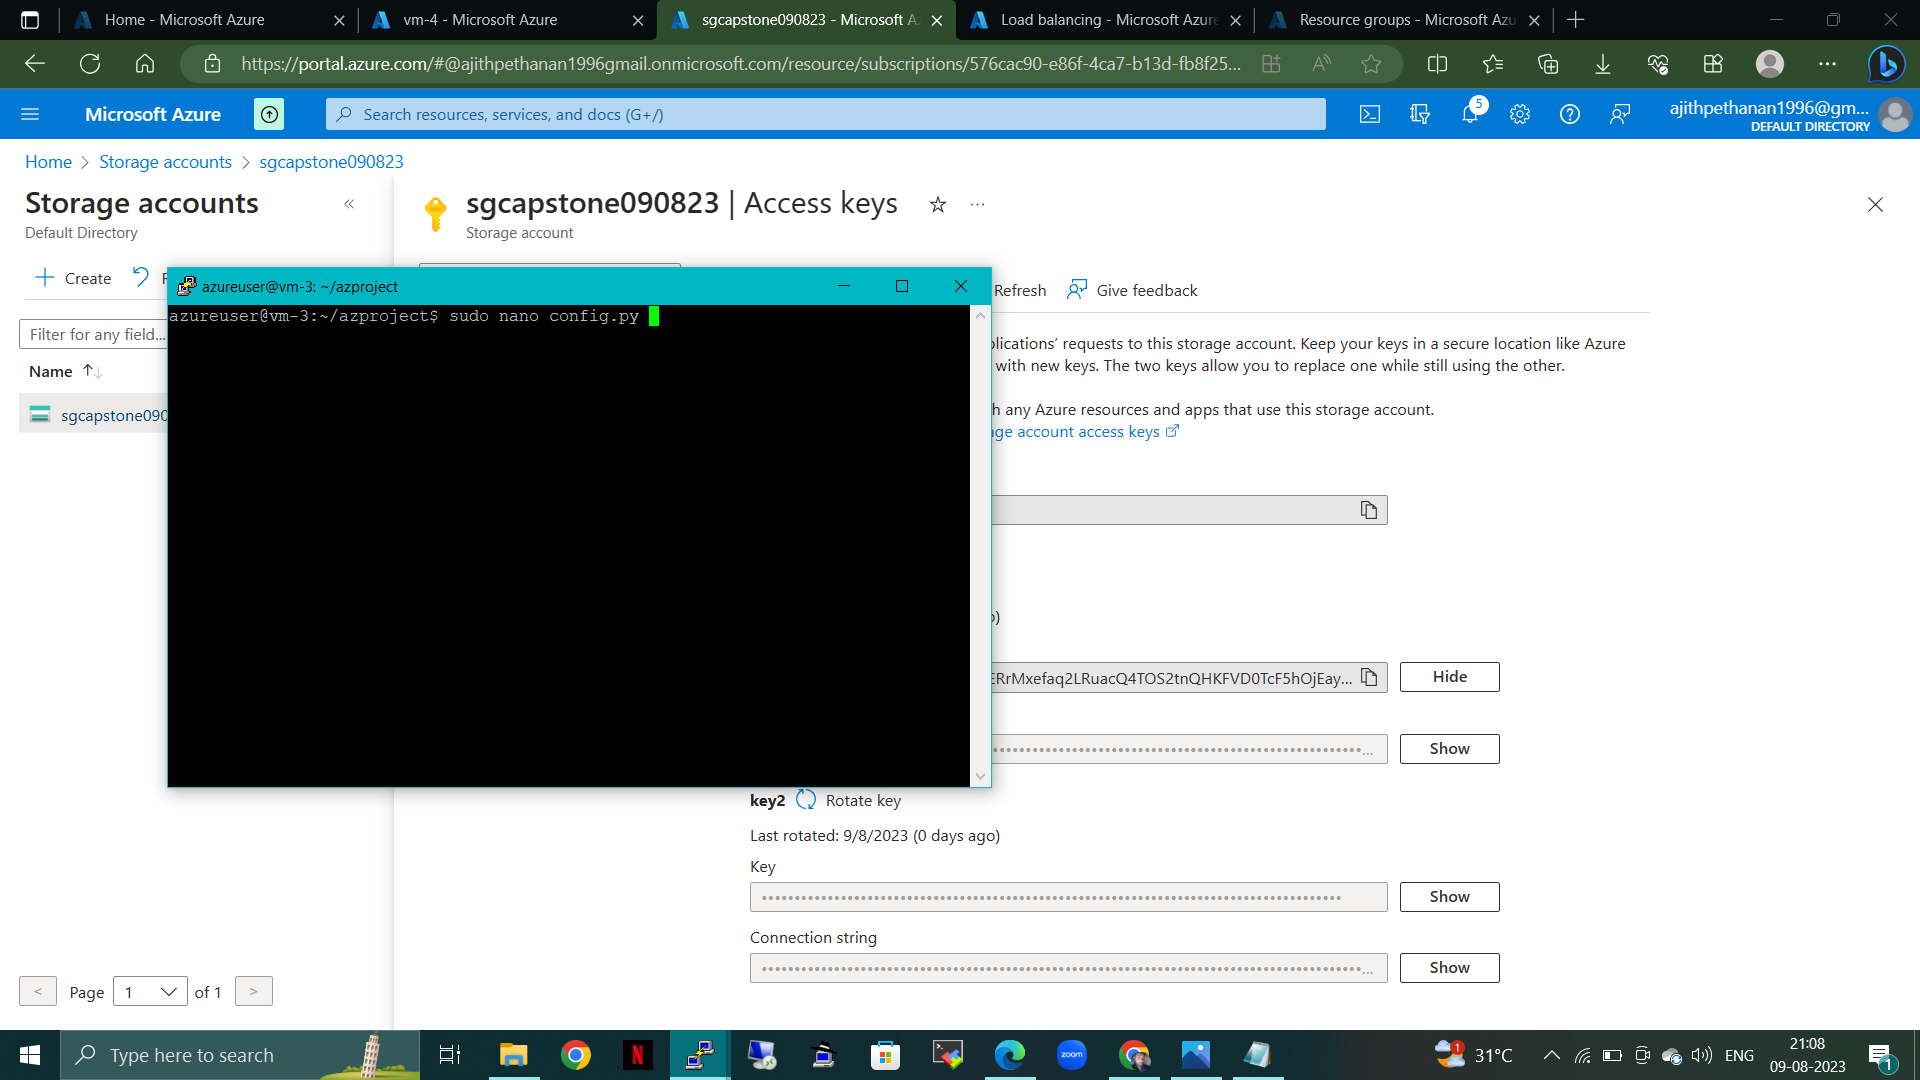 Home - Microsoft Azure
vm-4 - Microsoft Azure
sgcapstone090823 - Microsoft A
Load balancing - Microsoft Azure
Resource groups - Microsoft Azu
https://portal.azure.com/#@ajithpethanan1996gmail.onmicrosoft.com/resource/subscriptions/576cac90-e86f-4ca7-b13d-fb8f25...
Microsoft Azure
Search resources, services, and docs (G+/)
5
ajithpethanan1996@gm...
DEFAULT DIRECTORY
Home > Storage accounts > sgcapstone090823
Storage accounts
Default Directory
«
sgcapstone090823 | Access keys
Storage account
Create
Refresh
Give feedback
azureuser@vm-3: ~/azproject
azureuser@vm-3:~/azproject$ sudo nano config.py
Filter for any field...
Name
sgcapstone090
plications' requests to this storage account. Keep your keys in a secure location like Azure
with new keys. The two keys allow you to replace one while still using the other.
h any Azure resources and apps that use this storage account.
age account access keys
o)
ERrMxefaq2LRuacQ4TOS2tnQHKFVD0TcF5hOjEay...
Hide
Show
key2
Rotate key
Last rotated: 9/8/2023 (0 days ago)
Key
Show
Connection string
Show
< Page 1 of 1 >
Type here to search
zoom
1
31°C
ENG
21:08
09-08-2023
1